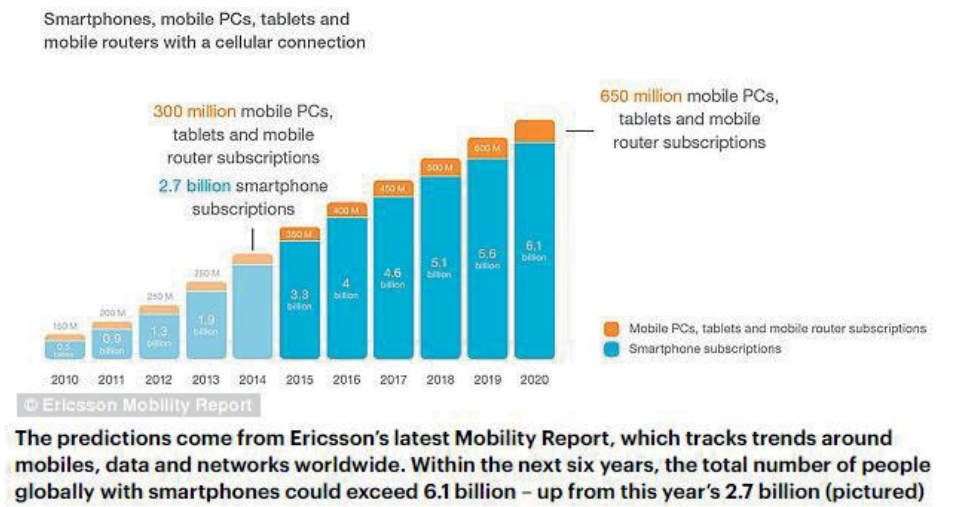 Smartphones, mobile PCs, tablets and
mobile routers with a cellular connection
300 million mobile PCs,
tablets and mobile
router subscriptions
2.7 billion smartphone
subscriptions
650 million mobile PCs,
tablets and mobile
router subscriptions
150 M
200 M
250 M
250 M
350 M
400 M
450 M
500 M
600 M
0.5
billion
0.9
billion
1.3
billion
1.9
billion
3.3
billion
4
billion
4.6
billion
5.1
billion
5.6
billion
6.1
billion
Mobile PCs, tablets and mobile router subscriptions
Smartphone subscriptions
2010 2011 2012 2013 2014 2015 2016 2017 2018 2019 2020
© Ericsson Mobility Report
The predictions come from Ericsson's latest Mobility Report, which tracks trends around
mobiles, data and networks worldwide. Within the next six years, the total number of people
globally with smartphones could exceed 6.1 billion – up from this year's 2.7 billion (pictured)